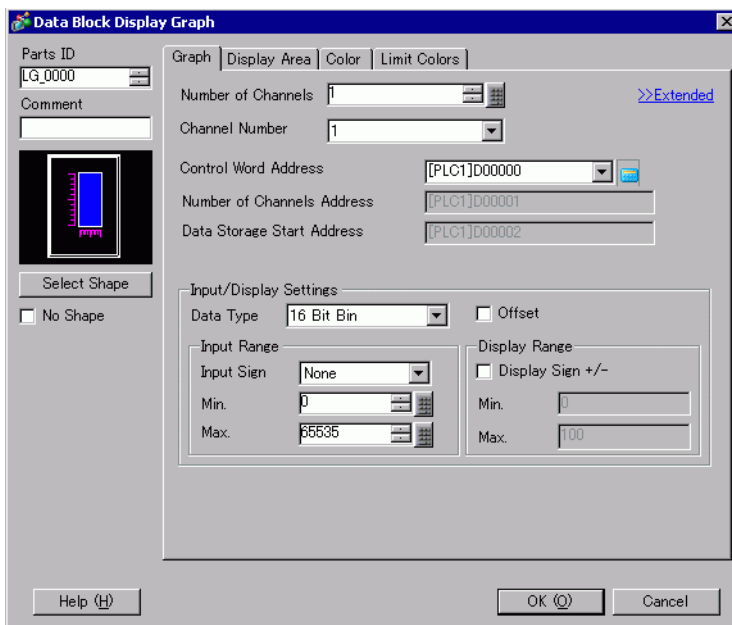 Data Block Display Graph
Parts ID
LG_0000
Comment
Select Shape
No Shape
Graph Display Area Color Limit Colors
Number of Channels 1 >>Extended
Channel Number 1
Control Word Address [PLC1]D00000
Number of Channels Address [PLC1]D00001
Data Storage Start Address [PLC1]D00002
Input/Display Settings
Data Type 16 Bit Bin Offset
Input Range Display Range
Input Sign None Display Sign +/-
Min. 0 Min. 0
Max. 65535 Max. 100
Help (H) OK (O) Cancel